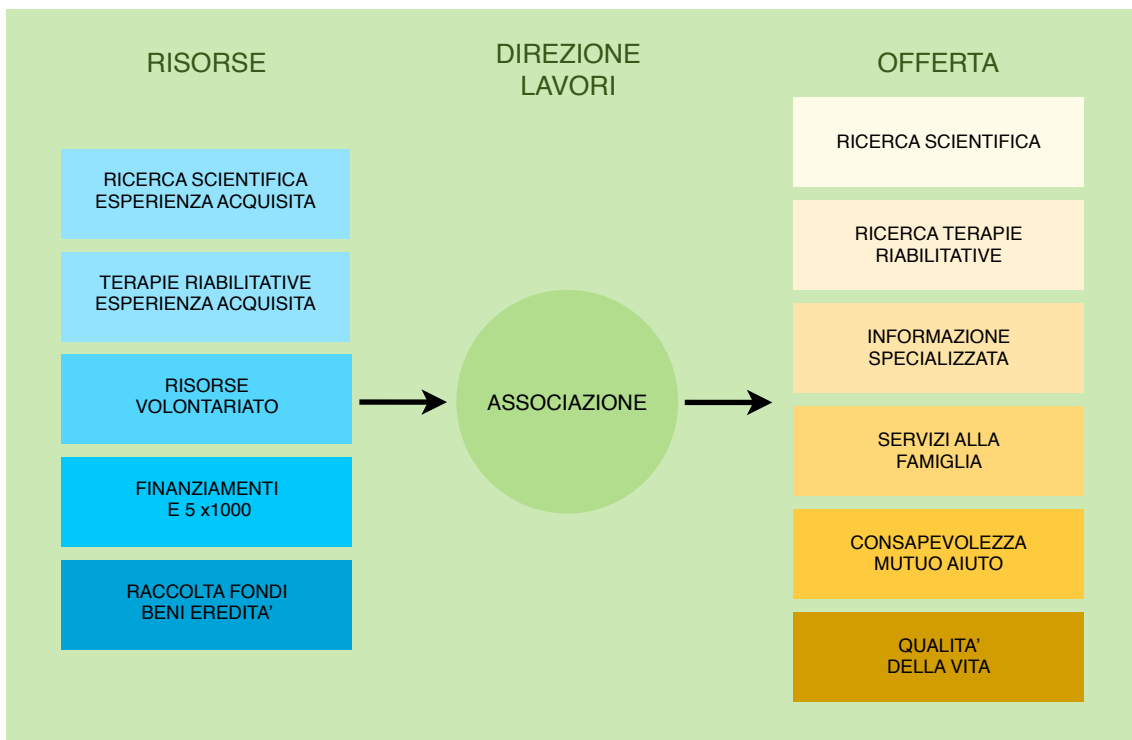 RISORSE
DIREZIONE
LAVORI
OFFERTA
RICERCA SCIENTIFICA
ESPERIENZA ACQUISITA
TERAPIE RIABILITATIVE
ESPERIENZA ACQUISITA
RISORSE
VOLONTARIATO
FINANZIAMENTI
E 5 x1000
RACCOLTA FONDI
BENI EREDITA’
ASSOCIAZIONE
RICERCA SCIENTIFICA
RICERCA TERAPIE
RIABILITATIVE
INFORMAZIONE
SPECIALIZZATA
SERVIZI ALLA
FAMIGLIA
CONSAPEVOLEZZA
MUTUO AIUTO
QUALITA’
DELLA VITA